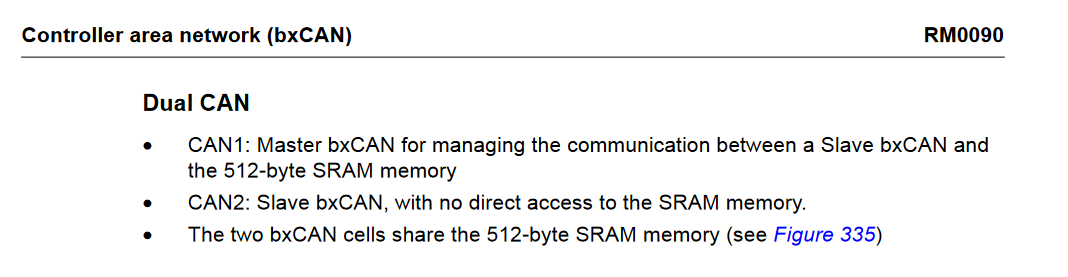 Controller area network (bxCAN) RM0090
Dual CAN
• CAN1: Master bxCAN for managing the communication between a Slave bxCAN and
the 512-byte SRAM memory
• CAN2: Slave bxCAN, with no direct access to the SRAM memory.
• The two bxCAN cells share the 512-byte SRAM memory (see Figure 335)